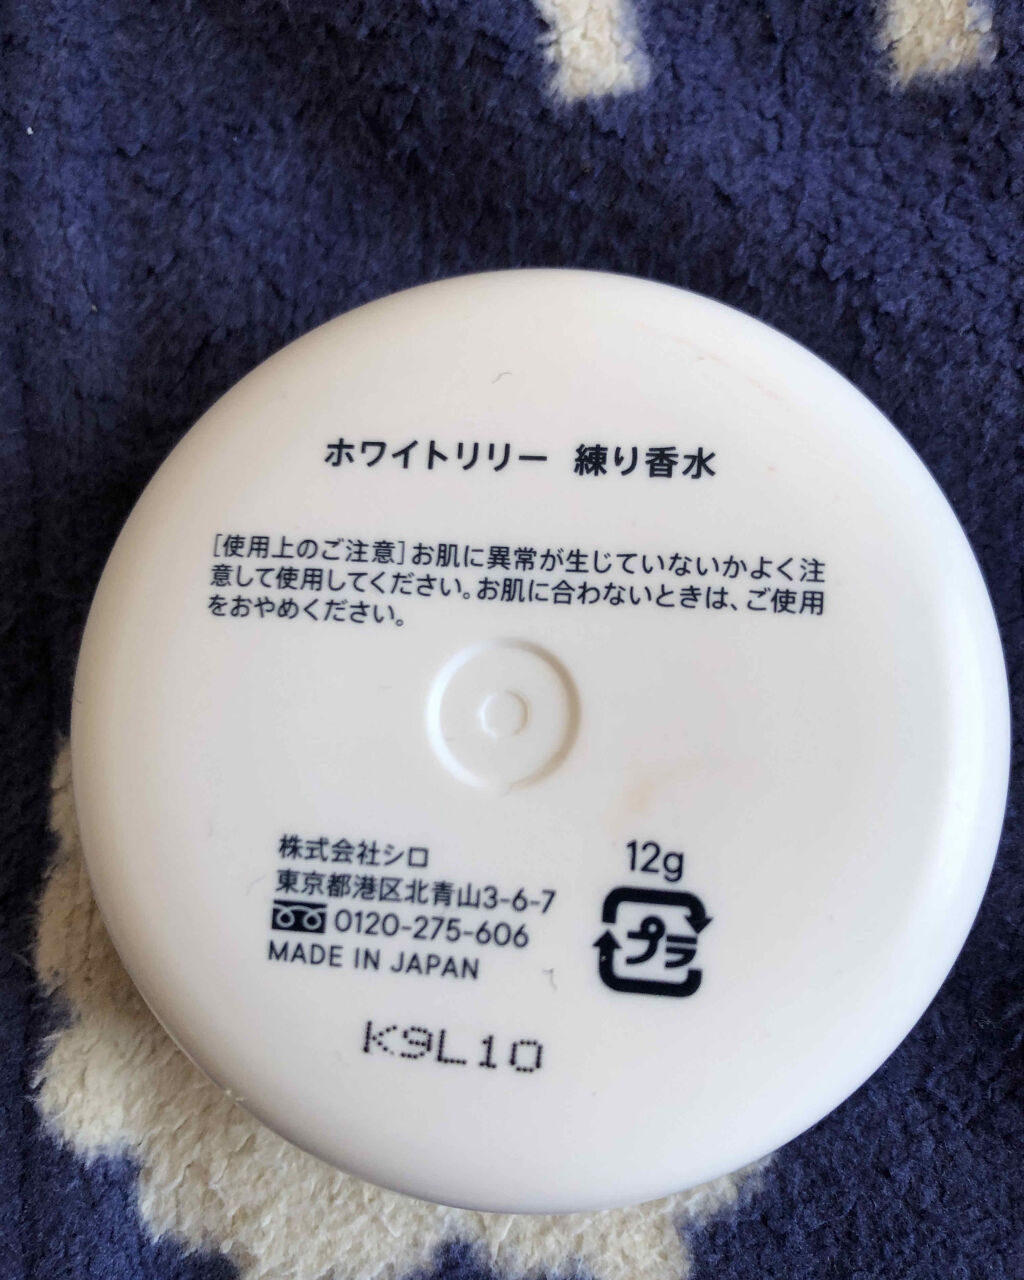 ホワイトリリー 練り香水
[使用上のご注意]お肌に異常が生じていないかよく注
意して使用してください。お肌に合わないときは、ご使用
をおやめください。
株式会社シロ
東京都港区北青山3-6-7
0120-275-606
MADE IN JAPAN
12g
プラ
K9L10